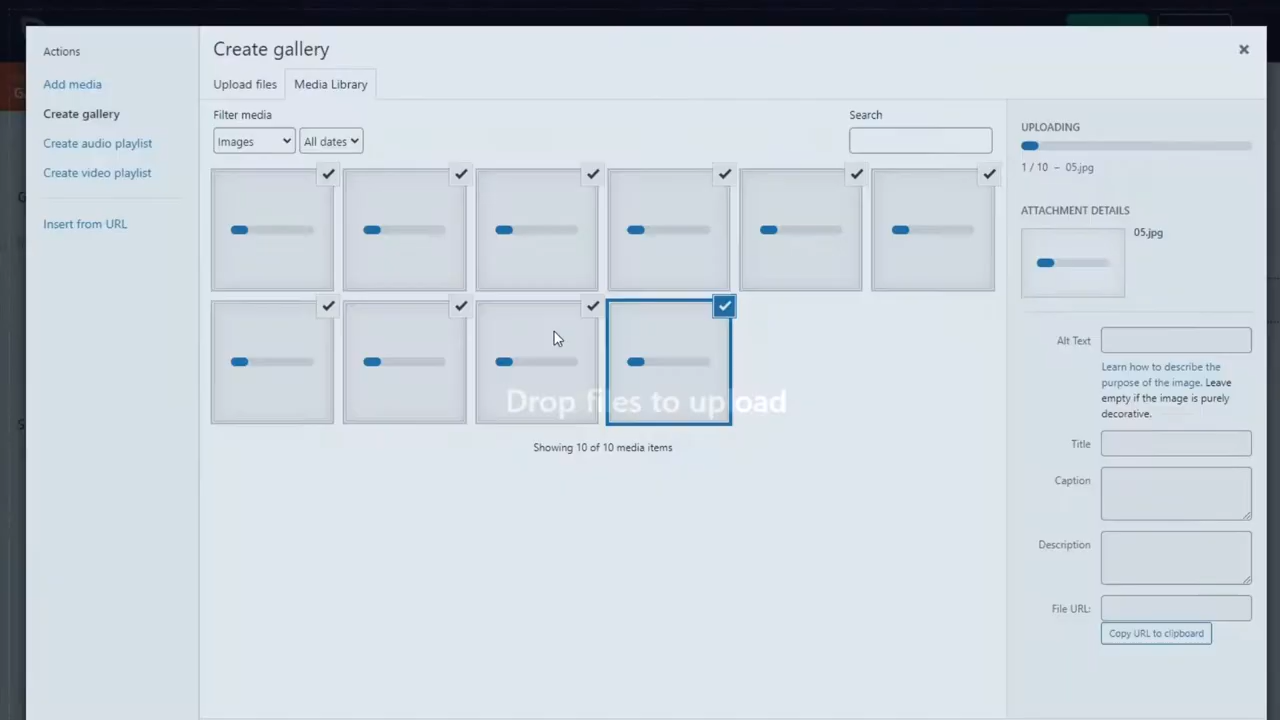 Actions
Add media
Create gallery
Create audio playlist
Create video playlist
Insert from URL
Create gallery
Upload files
Media Library
Filter media
Images
All dates
Search
Drop files to upload
Showing 10 of 10 media items
UPLOADING
1 / 10 – 05.jpg
ATTACHMENT DETAILS
05.jpg
Alt Text
Learn how to describe the
purpose of the image. Leave
empty if the image is purely
decorative.
Title
Caption
Description
File URL:
Copy URL to clipboard